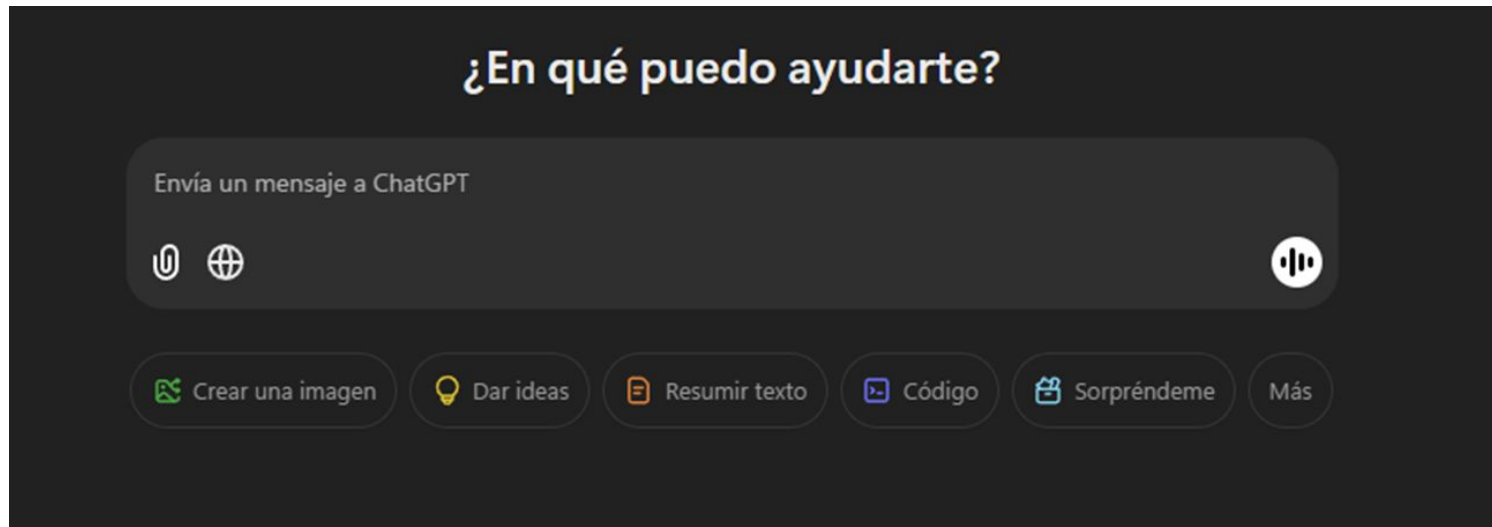 ¿En qué puedo ayudarte?
Envía un mensaje a ChatGPT
Crear una imagen Dar ideas Resumir texto Código Sorpréndeme Más